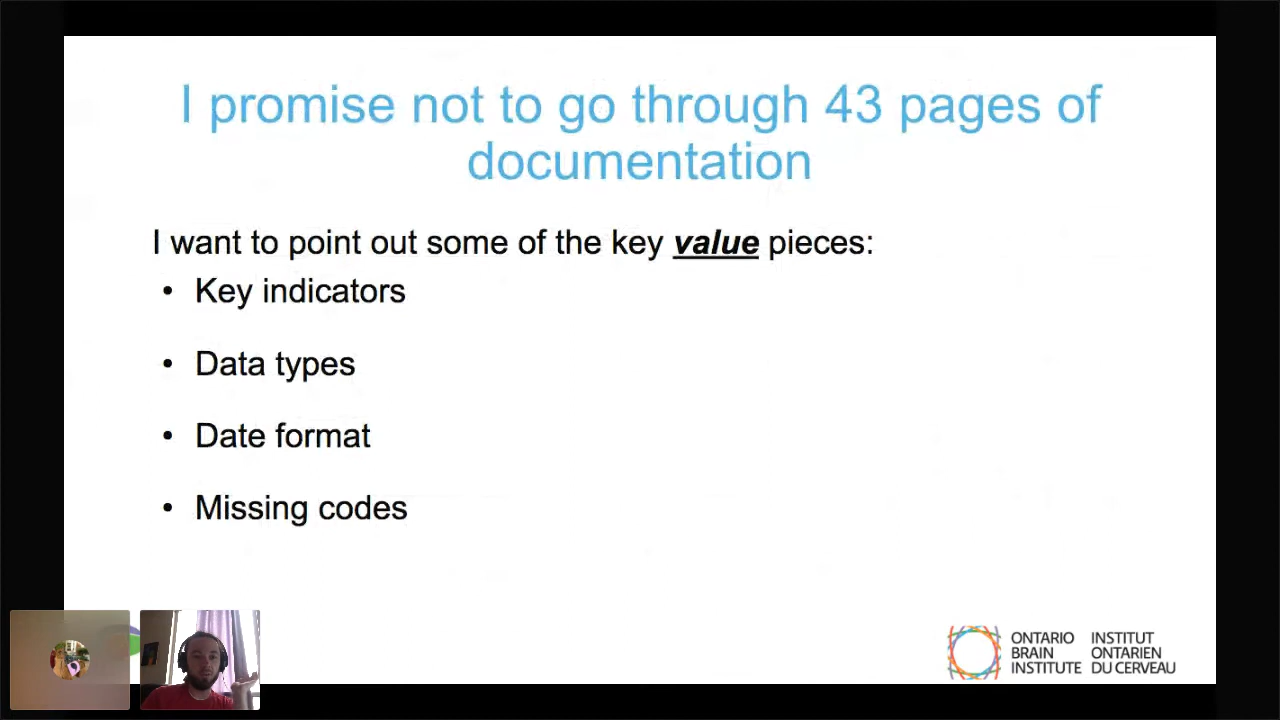 I promise not to go through 43 pages of
documentation
I want to point out some of the key value pieces:
• Key indicators
• Data types
• Date format
• Missing codes
ONTARIO
BRAIN
INSTITUTE
INSTITUT
ONTARIEN
DU CERVEAU